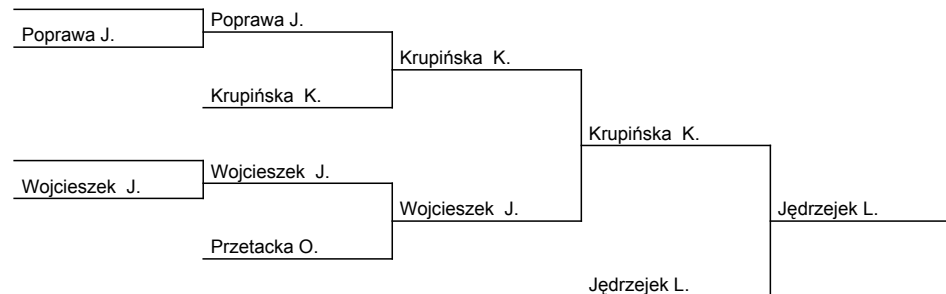 Poprawa J.
Poprawa J.
Krupińska K.
Krupińska K.
Krupińska K.
Wojcieszek J.
Wojcieszek J.
Wojcieszek J.
Jędrzejek L.
Przetacka O.
Jędrzejek L.